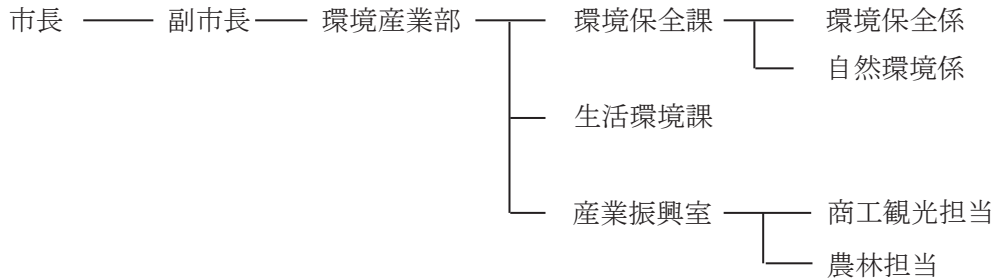 市長 副市長 環境産業部 環境保全課 環境保全係
自然環境係
生活環境課
産業振興室 商工観光担当
農林担当